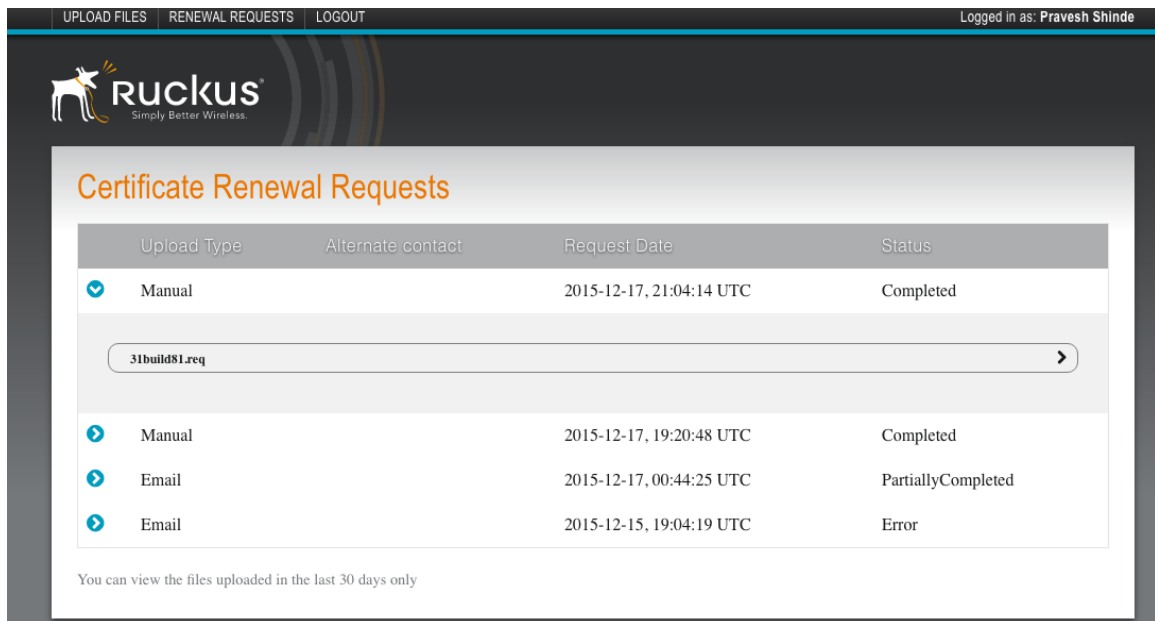 UPLOAD FILES RENEWAL REQUESTS LOGOUT Logged in as: Pravesh Shinde
RUCKUS
Simply Better Wireless.
Certificate Renewal Requests
Upload Type Alternate contact Request Date Status
Manual 2015-12-17, 21:04:14 UTC Completed
31build81.req
Manual 2015-12-17, 19:20:48 UTC Completed
Email 2015-12-17, 00:44:25 UTC PartiallyCompleted
Email 2015-12-15, 19:04:19 UTC Error
You can view the files uploaded in the last 30 days only